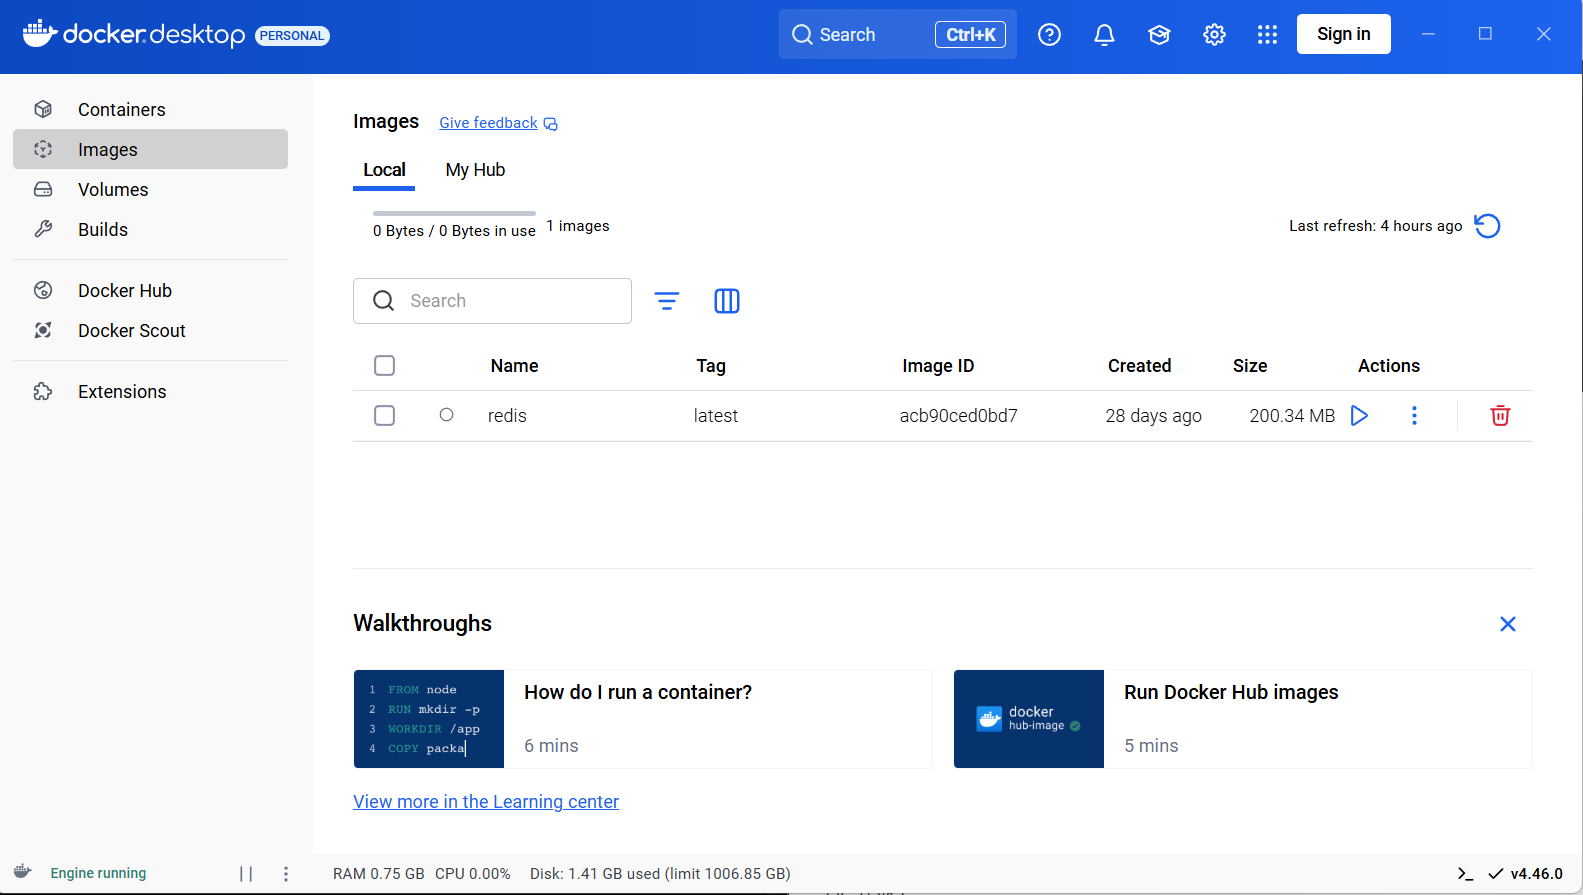 docker.desktop PERSONAL
Search Ctrl+K
Sign in
Containers
Images
Volumes
Builds
Docker Hub
Docker Scout
Extensions
Images Give feedback
Local My Hub
0 Bytes / 0 Bytes in use 1 images
Last refresh: 4 hours ago
Search
Name Tag Image ID Created Size Actions
redis latest acb90ced0bd7 28 days ago 200.34 MB
Walkthroughs
1 FROM node
2 RUN mkdir -p
3 WORKDIR /app
4 COPY packa
How do I run a container?
6 mins
docker
hub-image
Run Docker Hub images
5 mins
View more in the Learning center
Engine running
RAM 0.75 GB CPU 0.00% Disk: 1.41 GB used (limit 1006.85 GB)
v4.46.0